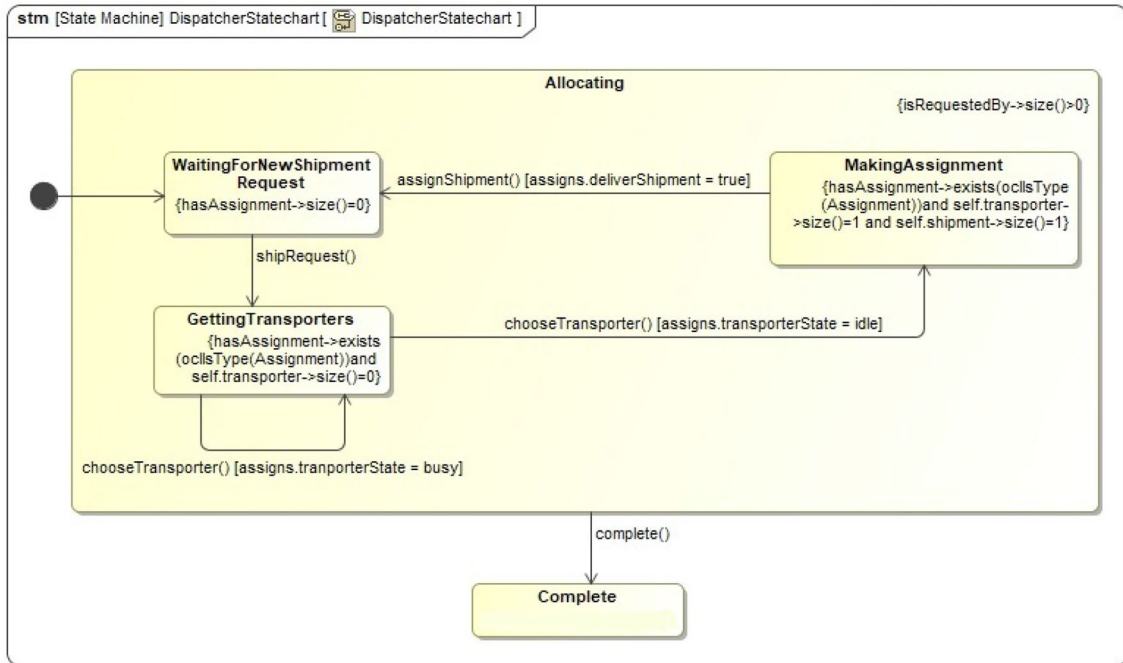 stm [State Machine] DispatcherStatechart [ DispatcherStatechart ]
Allocating
{isRequestedBy->size()>0}
WaitingForNewShipment
Request
{hasAssignment->size()=0}
assignShipment() [assigns.deliverShipment = true]
MakingAssignment
{hasAssignment->exists(oclIsType
(Assignment))and self.transporter-
>size()=1 and self.shipment->size()=1}
shipRequest()
GettingTransporters
{hasAssignment->exists
(oclIsType(Assignment))and
self.transporter->size()=0}
chooseTransporter() [assigns.transporterState = idle]
chooseTransporter() [assigns.tranporterState = busy]
complete()
Complete